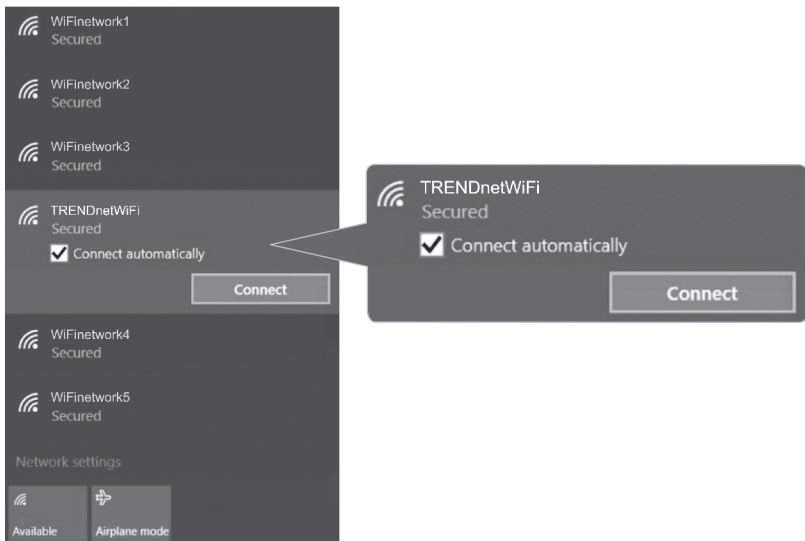 WiFinetwork1
Secured
WiFinetwork2
Secured
WiFinetwork3
Secured
TRENDnetWiFi
Secured
Connect automatically
Connect
WiFinetwork4
Secured
WiFinetwork5
Secured
Network settings
Available
Airplane mode
TRENDnetWiFi
Secured
Connect automatically
Connect